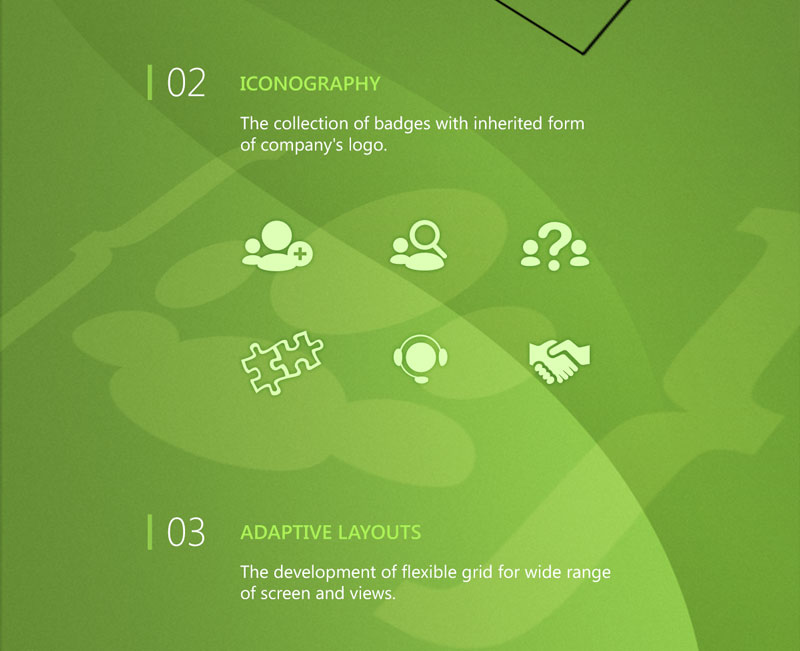 02
ICONOGRAPHY
The collection of badges with inherited form
of company's logo.
03
ADAPTIVE LAYOUTS
The development of flexible grid for wide range
of screen and views.